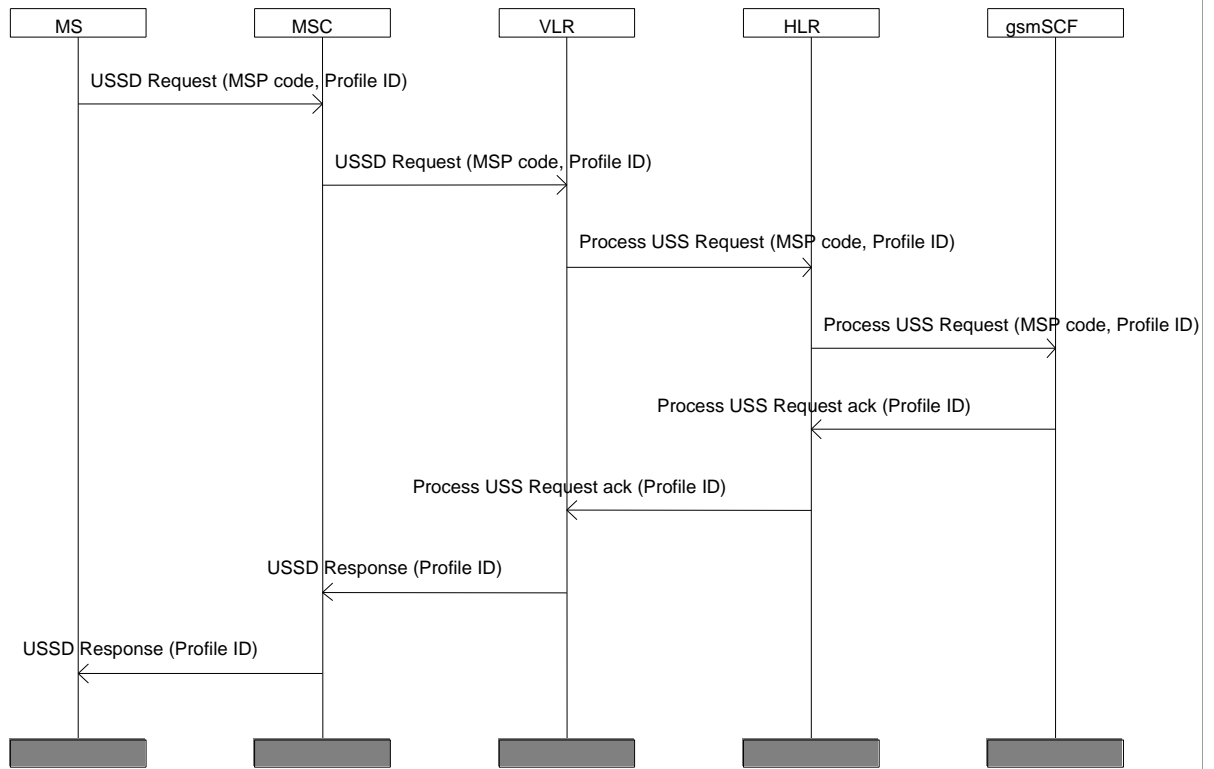 MS
MSC
VLR
HLR
gsmSCF
USSD Request (MSP code, Profile ID)
USSD Request (MSP code, Profile ID)
Process USS Request (MSP code, Profile ID)
Process USS Request (MSP code, Profile ID)
Process USS Request ack (Profile ID)
Process USS Request ack (Profile ID)
USSD Response (Profile ID)
USSD Response (Profile ID)